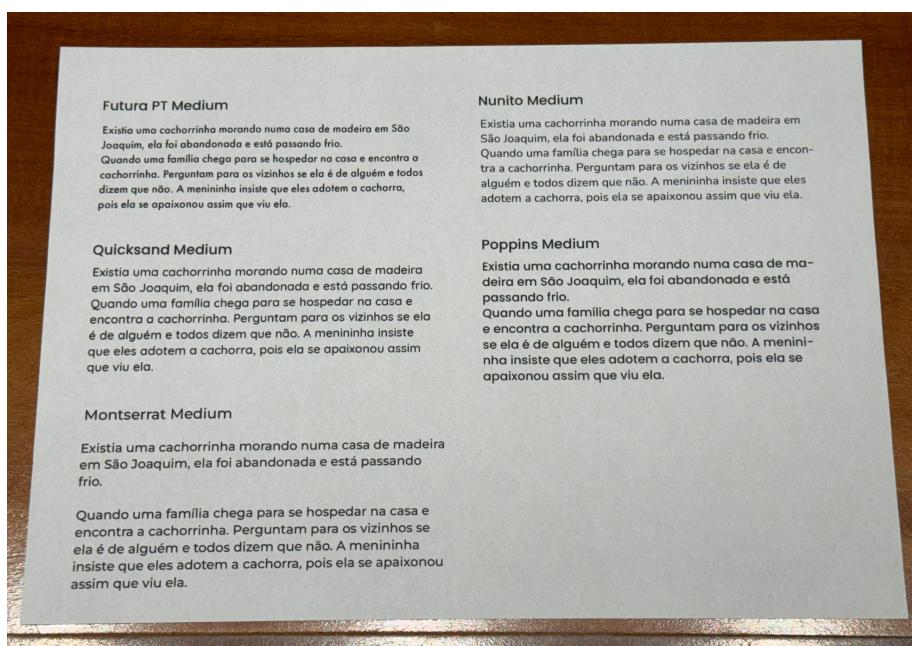 Futura PT Medium
Existia uma cachorrinha morando numa casa de madeira em São
Joaquim, ela foi abandonada e está passando frio.
Quando uma família chega para se hospedar na casa e encontra a
cachorrinha. Perguntam para os vizinhos se ela é de alguém e todos
dizem que não. A menininha insiste que eles adotem a cachorra,
pois ela se apaixonou assim que viu ela.
Quicksand Medium
Existia uma cachorrinha morando numa casa de madeira
em São Joaquim, ela foi abandonada e está passando frio.
Quando uma família chega para se hospedar na casa e
encontra a cachorrinha. Perguntam para os vizinhos se ela
é de alguém e todos dizem que não. A menininha insiste
que eles adotem a cachorra, pois ela se apaixonou assim
que viu ela.
Montserrat Medium
Existia uma cachorrinha morando numa casa de madeira
em São Joaquim, ela foi abandonada e está passando
frio.
Quando uma família chega para se hospedar na casa e
encontra a cachorrinha. Perguntam para os vizinhos se
ela é de alguém e todos dizem que não. A menininha
insiste que eles adotem a cachorra, pois ela se apaixonou
assim que viu ela.
Nunito Medium
Existia uma cachorrinha morando numa casa de madeira em
São Joaquim, ela foi abandonada e está passando frio.
Quando uma família chega para se hospedar na casa e encon-
tra a cachorrinha. Perguntam para os vizinhos se ela é de
alguém e todos dizem que não. A menininha insiste que eles
adotem a cachorra, pois ela se apaixonou assim que viu ela.
Poppins Medium
Existia uma cachorrinha morando numa casa de ma-
deira em São Joaquim, ela foi abandonada e está
passando frio.
Quando uma família chega para se hospedar na casa
e encontra a cachorrinha. Perguntam para os vizinhos
se ela é de alguém e todos dizem que não. A menini-
nha insiste que eles adotem a cachorra, pois ela se
apaixonou assim que viu ela.